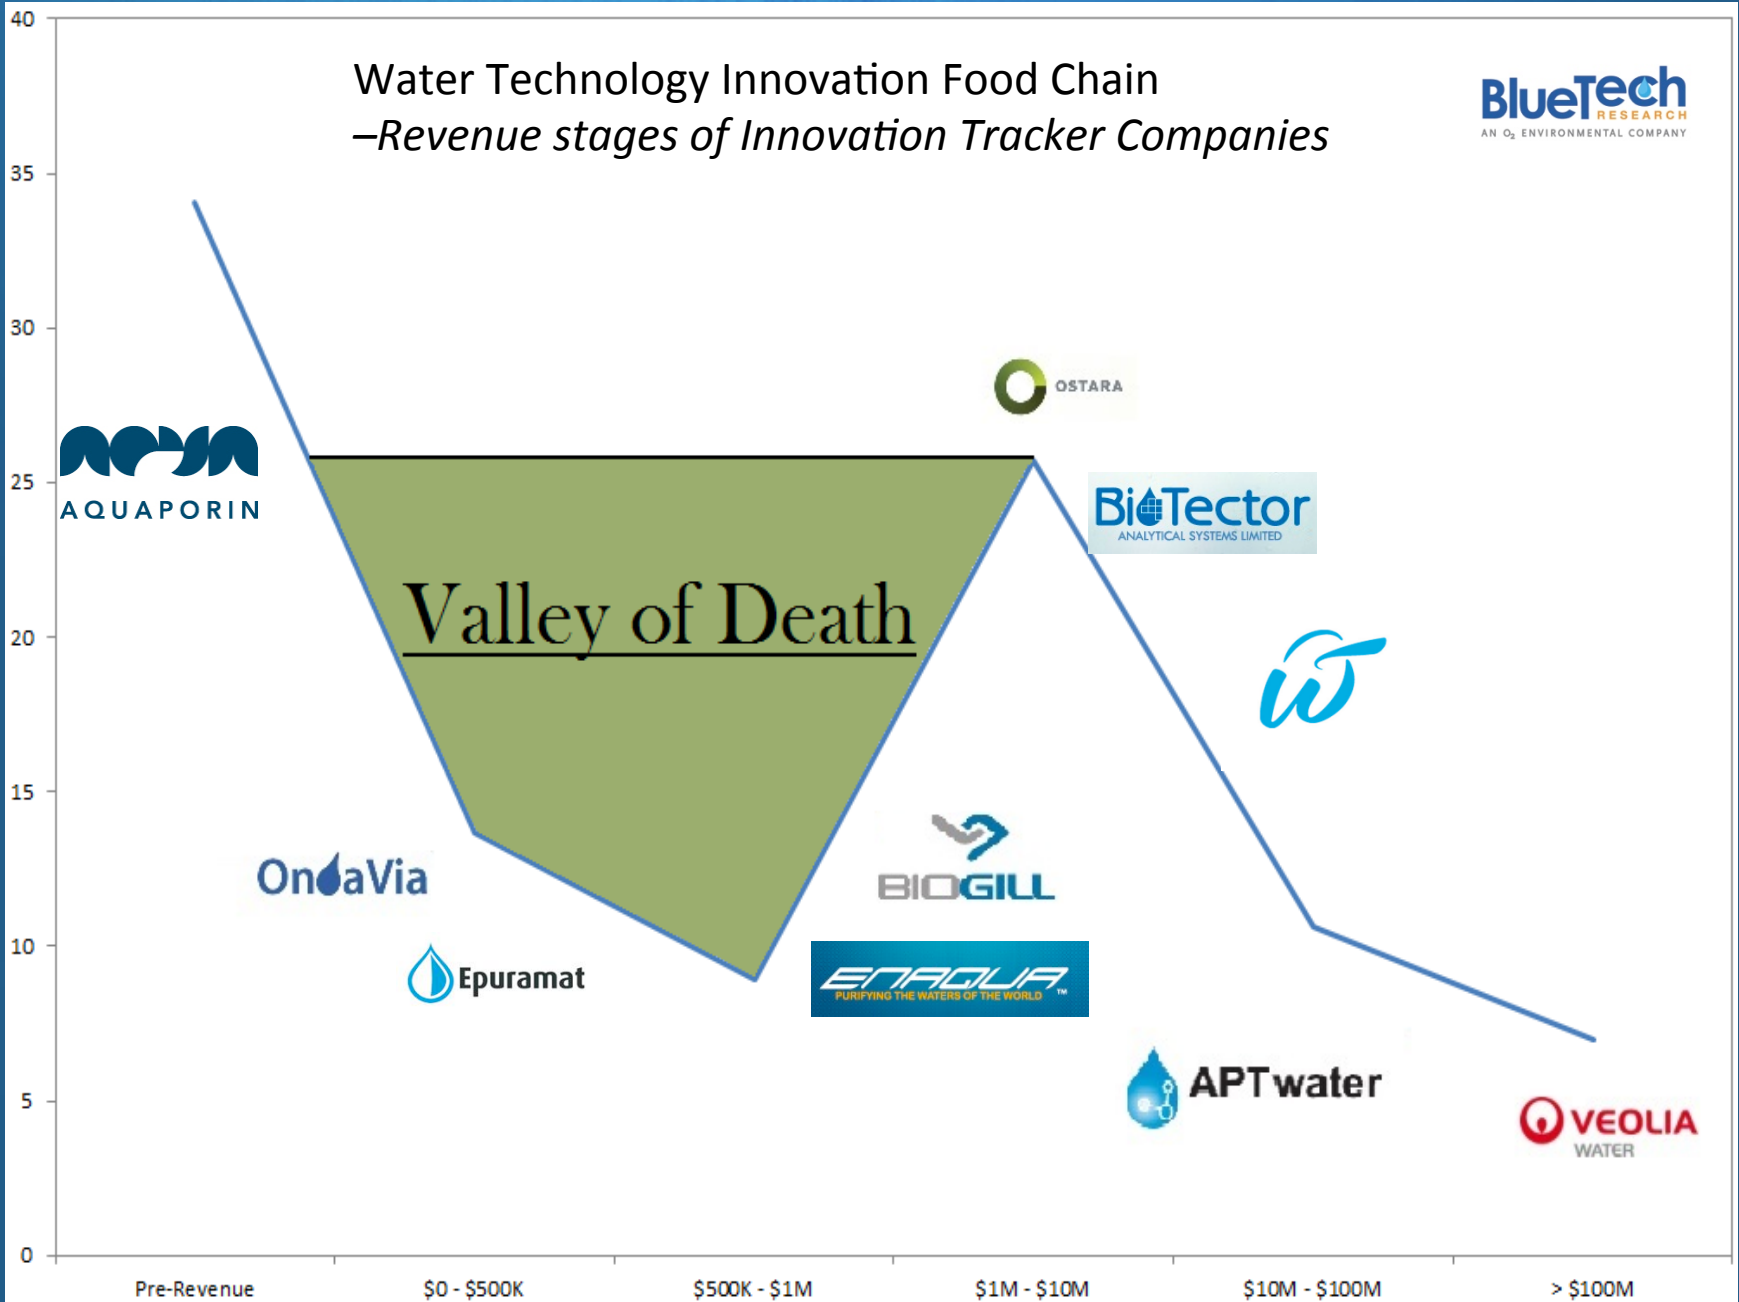 Water Technology Innovation Food Chain
–Revenue stages of Innovation Tracker Companies
BlueTech
RESEARCH
AN O₂ ENVIRONMENTAL COMPANY
40
35
30
25
20
15
10
5
0
OSTARA
AQUAPORIN
BioTector
ANALYTICAL SYSTEMS LIMITED
Valley of Death
w
BIOGILL
OndaVia
Epuramat
ENAQUA
PURIFYING THE WATERS OF THE WORLD ™
APTwater
VEOLIA
WATER
Pre-Revenue $0 - $500K $500K - $1M $1M - $10M $10M - $100M > $100M